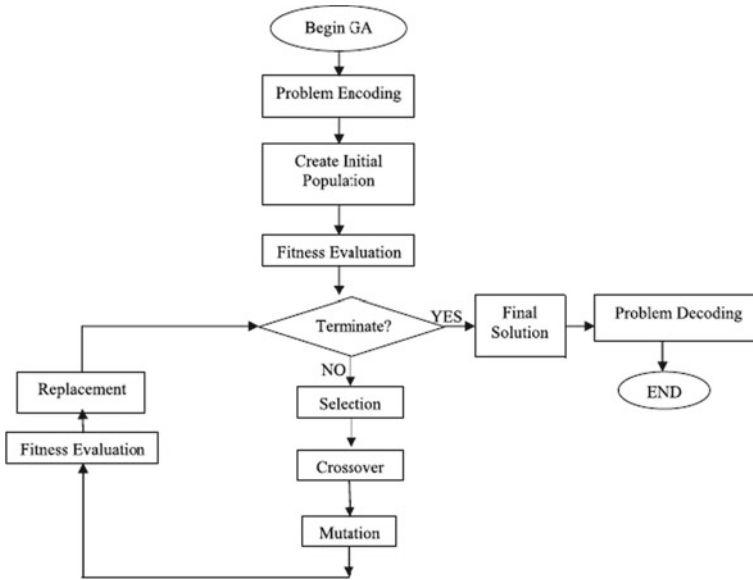 Begin GA
Problem Encoding
Create Initial
Population
Fitness Evaluation
Terminate?
YES
Final
Solution
Problem Decoding
END
NO
Selection
Crossover
Mutation
Fitness Evaluation
Replacement